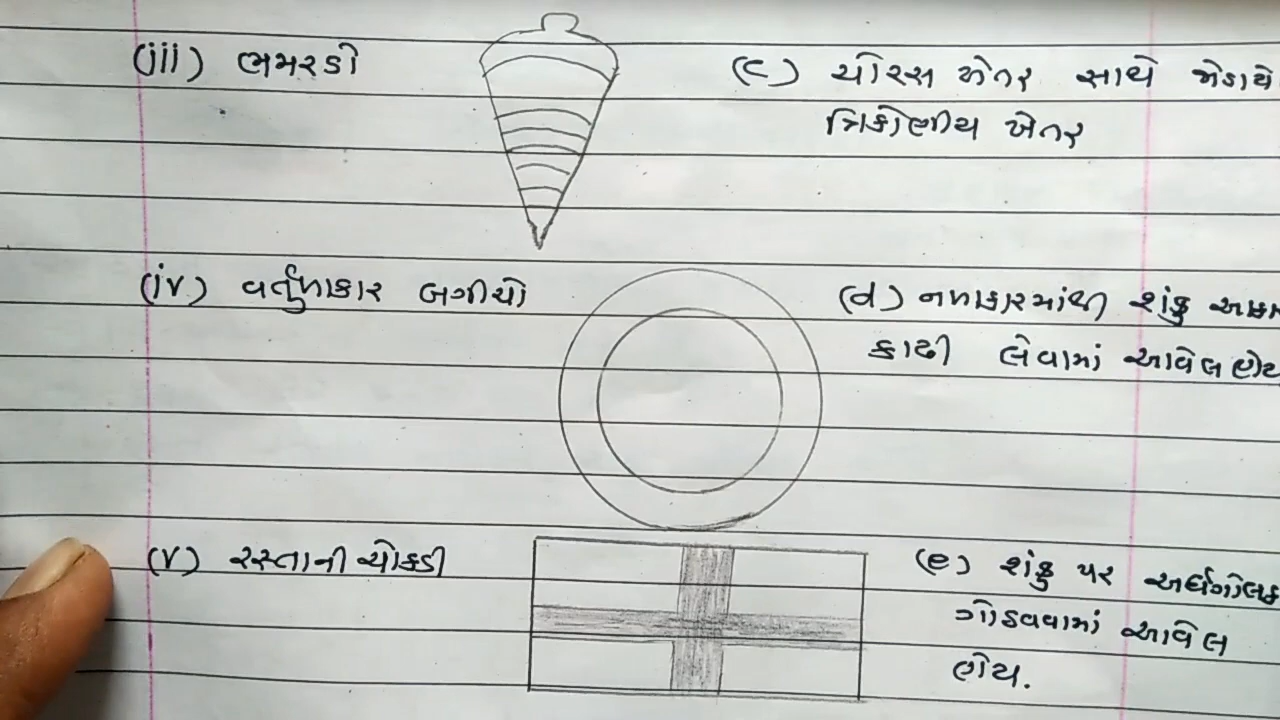 (iii) ભમરડો
(c) ચોરસ ખેતર સાથે જોડાયે
ત્રિકોણીય ખેતર
(iv) વર્તુળાકાર બગીચો
(d) નળાકારમાંથી શંકુ આકા
કાઢી લેવામાં આવેલ હોય
(v) રસ્તાની ચોકડી
(e) શંકુ પર અર્ધગોલક
ગોઠવવામાં આવેલ
હોય.